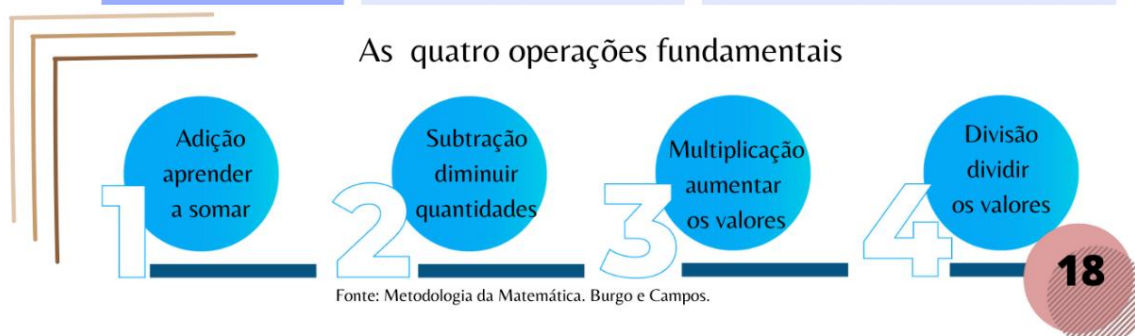 As quatro operações fundamentais
1
Adição
aprender
a somar
2
Subtração
diminuir
quantidades
3
Multiplicação
aumentar
os valores
4
Divisão
dividir
os valores
18
Fonte: Metodologia da Matemática. Burgo e Campos.